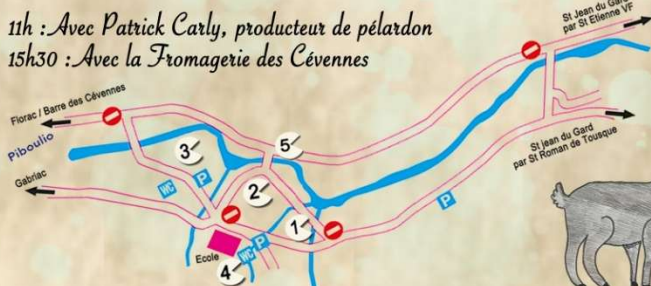 11h : Avec Patrick Carly, producteur de pélardon
15h30 : Avec la Fromagerie des Cévennes
St Jean du Gard
par St Etienne VF
Florac / Barre des Cévennes
Piboulio
Gabriac
St jean du Gard
par St Roman de Tousque
3
5
WC
P
2
P
1
Ecole
WC
P
4